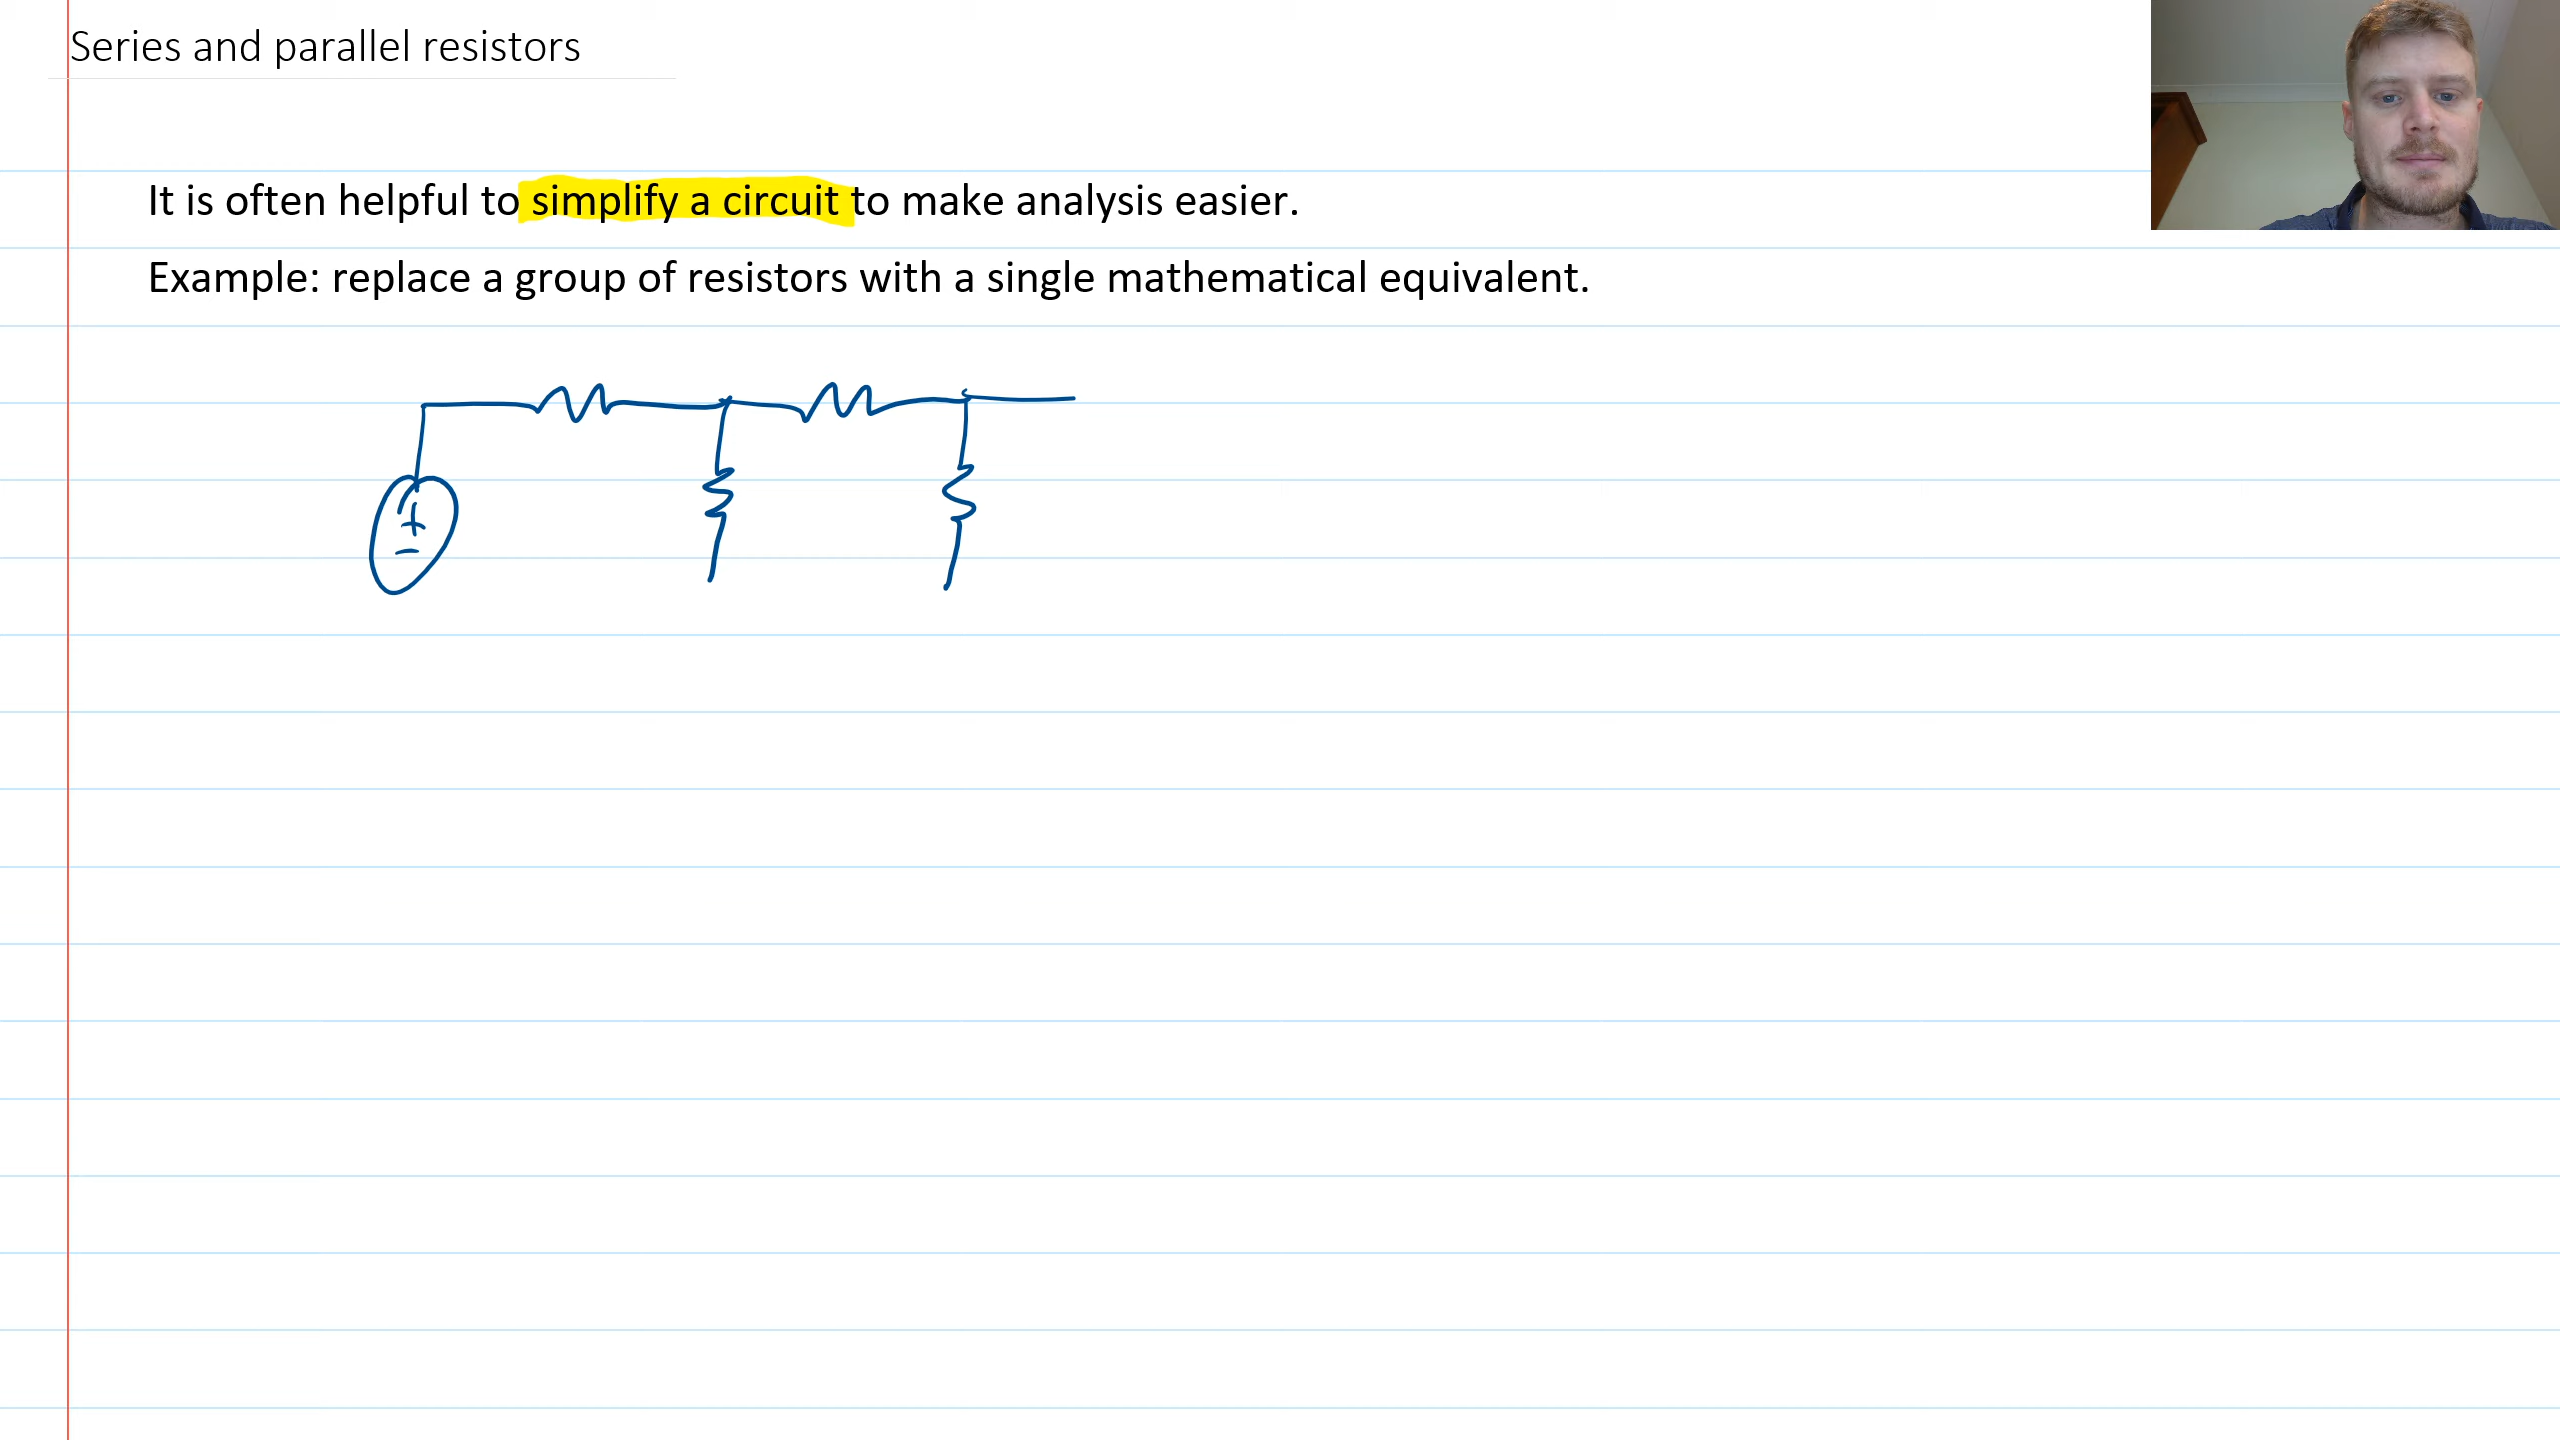 Series and parallel resistors
It is often helpful to simplify a circuit to make analysis easier.
Example: replace a group of resistors with a single mathematical equivalent.
+
−